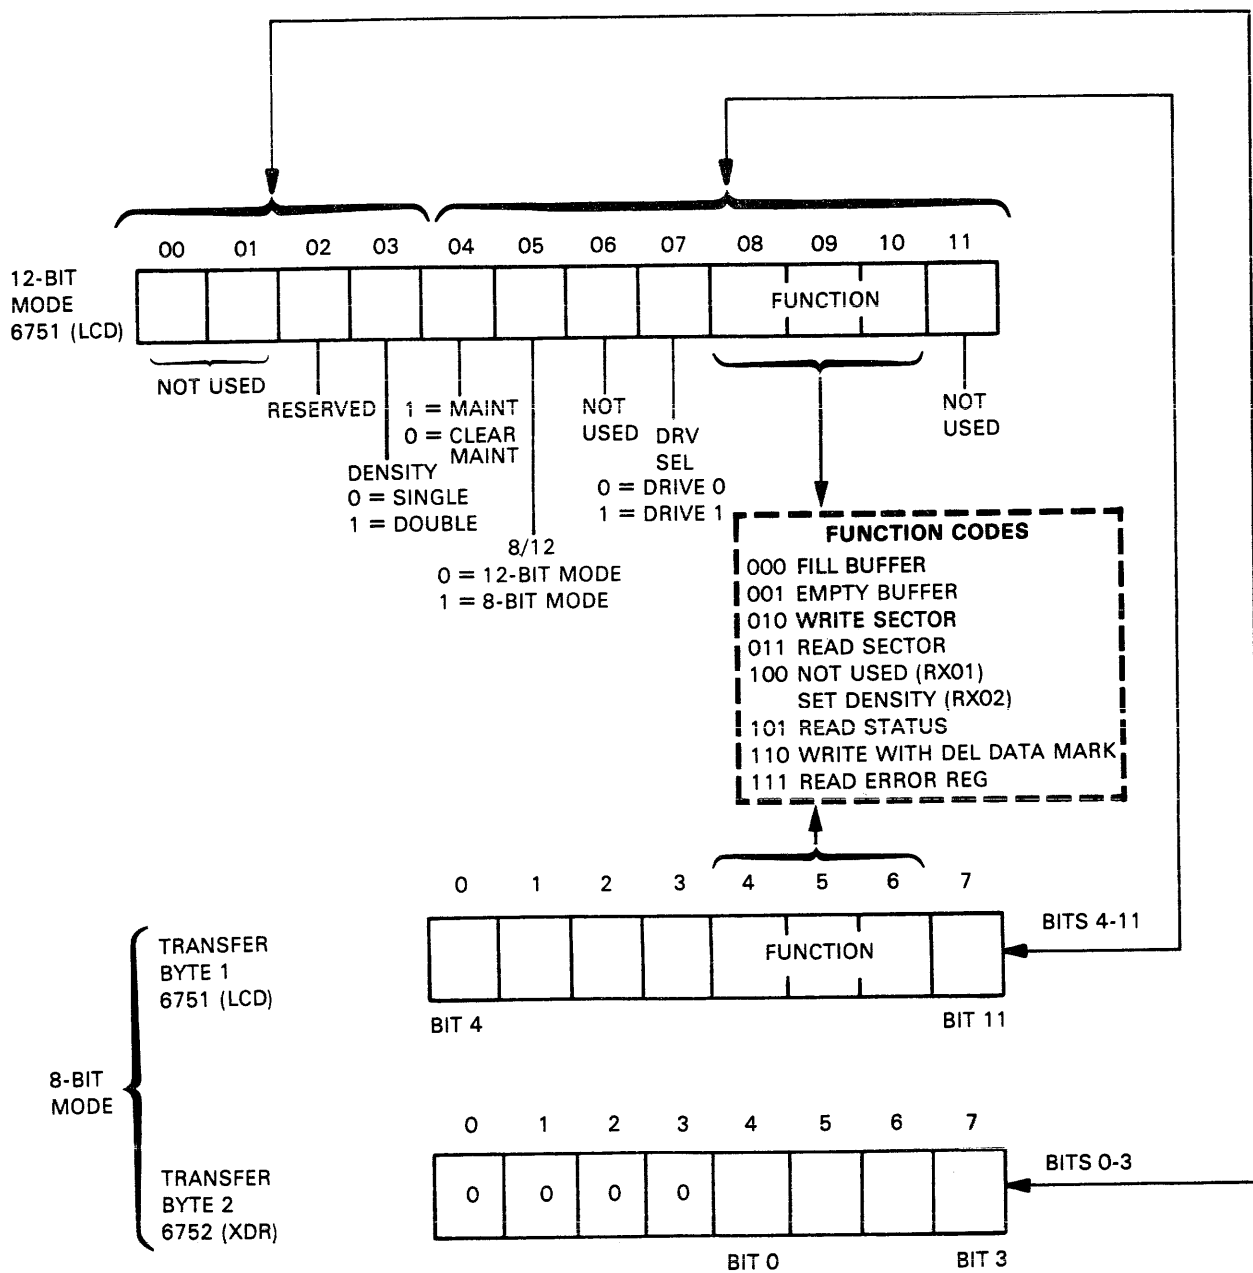 00 01 02 03 04 05 06 07 08 09 10 11
12-BIT
MODE
6751 (LCD)
FUNCTION
NOT USED
RESERVED
DENSITY
0 = SINGLE
1 = DOUBLE
1 = MAINT
0 = CLEAR
MAINT
8/12
0 = 12-BIT MODE
1 = 8-BIT MODE
NOT
USED
DRV
SEL
0 = DRIVE 0
1 = DRIVE 1
NOT
USED
FUNCTION CODES
000 FILL BUFFER
001 EMPTY BUFFER
010 WRITE SECTOR
011 READ SECTOR
100 NOT USED (RX01)
SET DENSITY (RX02)
101 READ STATUS
110 WRITE WITH DEL DATA MARK
111 READ ERROR REG
8-BIT
MODE
0 1 2 3 4 5 6 7
TRANSFER
BYTE 1
6751 (LCD)
FUNCTION
BITS 4-11
BIT 4 BIT 11
0 1 2 3 4 5 6 7
TRANSFER
BYTE 2
6752 (XDR)
0 0 0 0
BITS 0-3
BIT 0 BIT 3